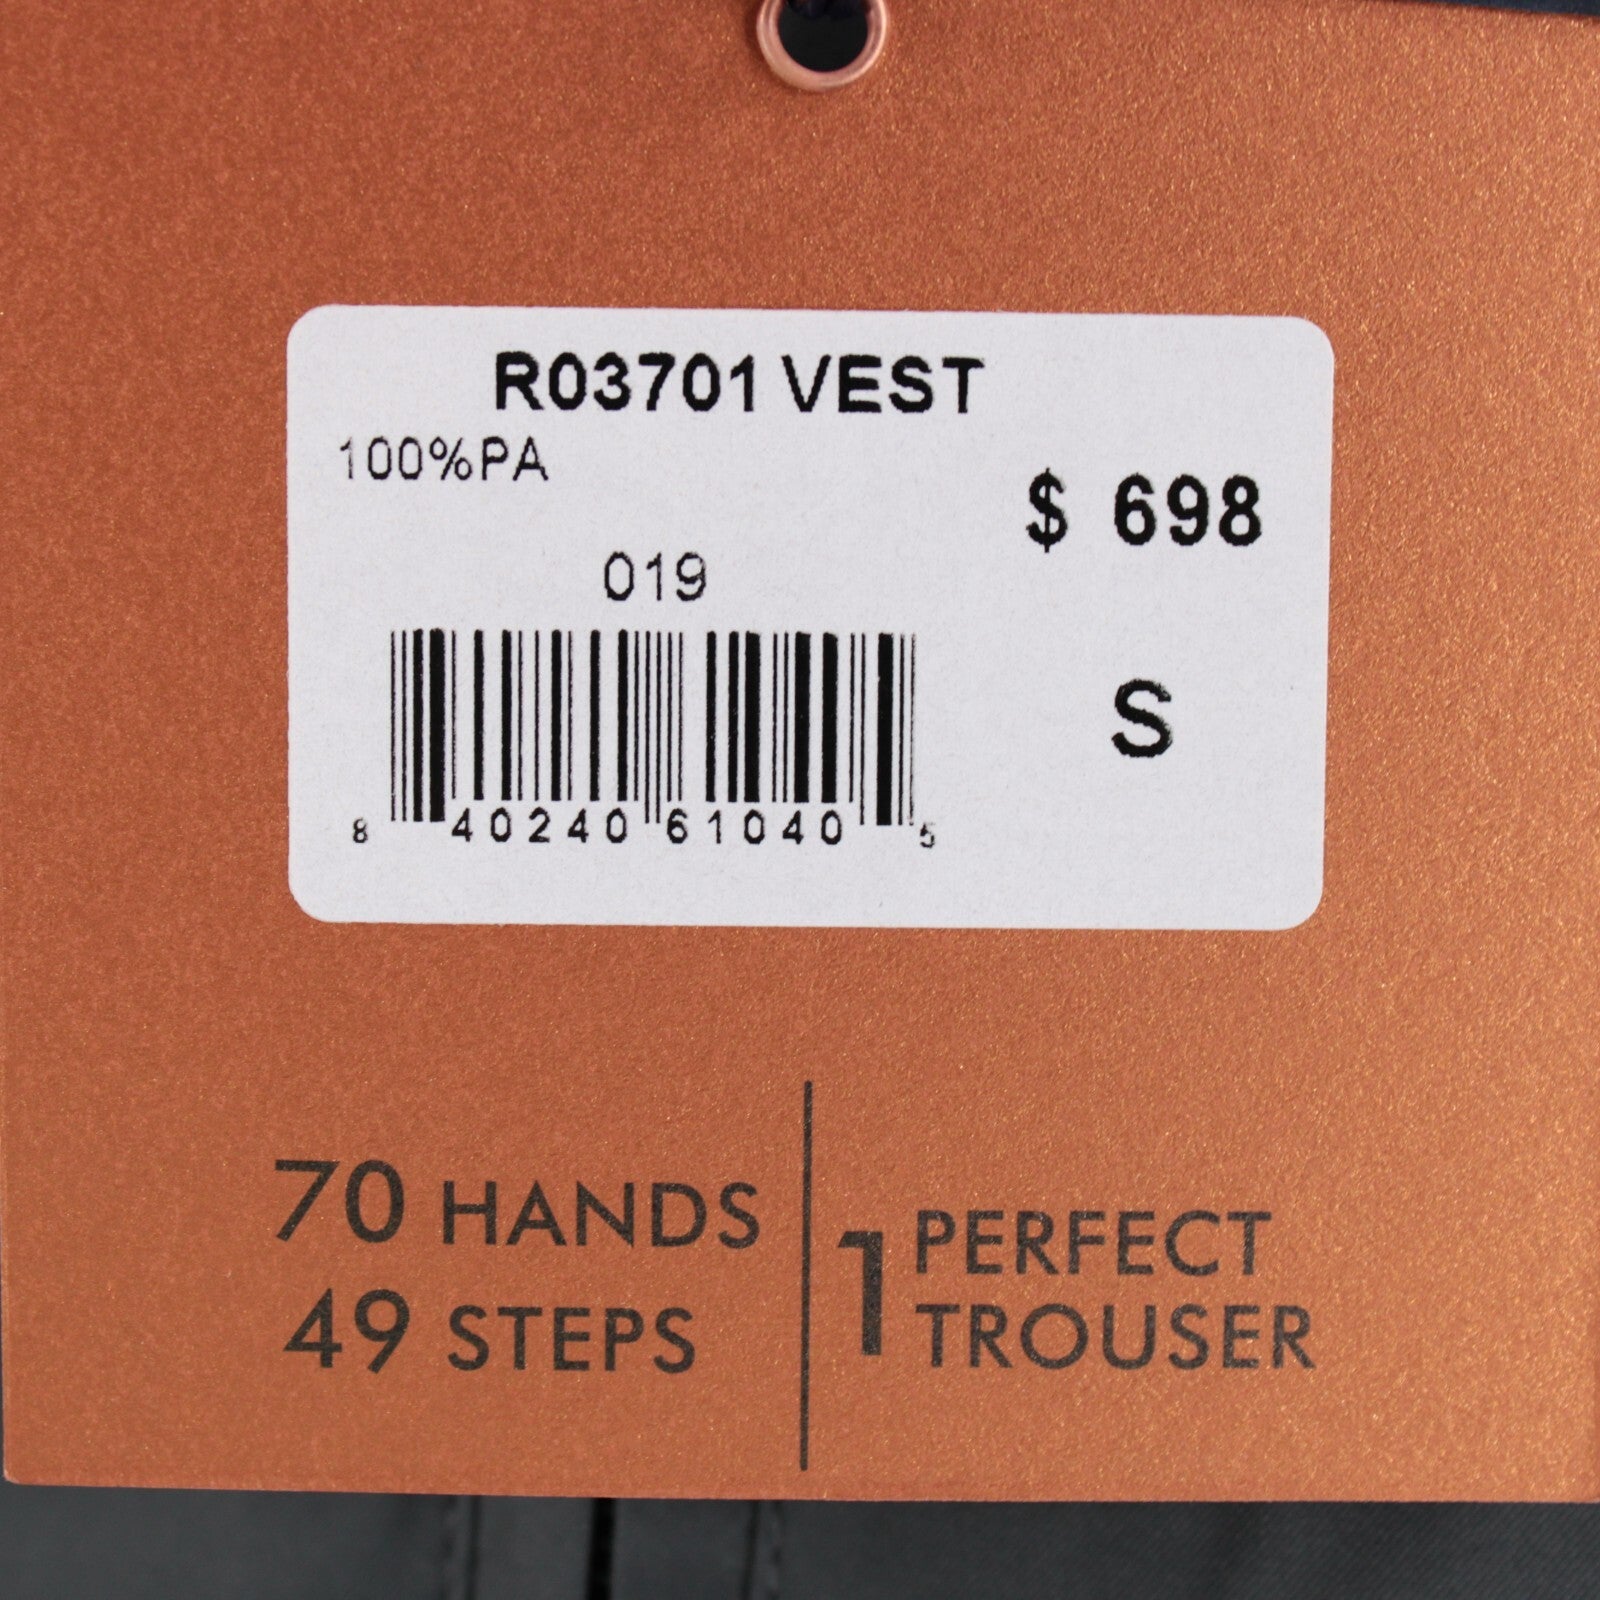 R03701 VEST
100%PA
$ 698
019
S
8 40240 61040 5
70 HANDS
49 STEPS
1 PERFECT
TROUSER